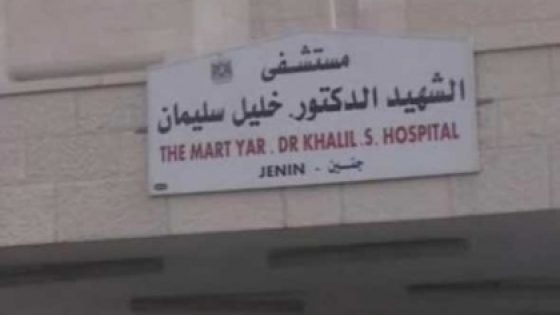 مستشفى
الشهيد الدكتور. خليل سليمان
THE MART YAR . DR KHALIL .S. HOSPITAL
JENIN - جنين